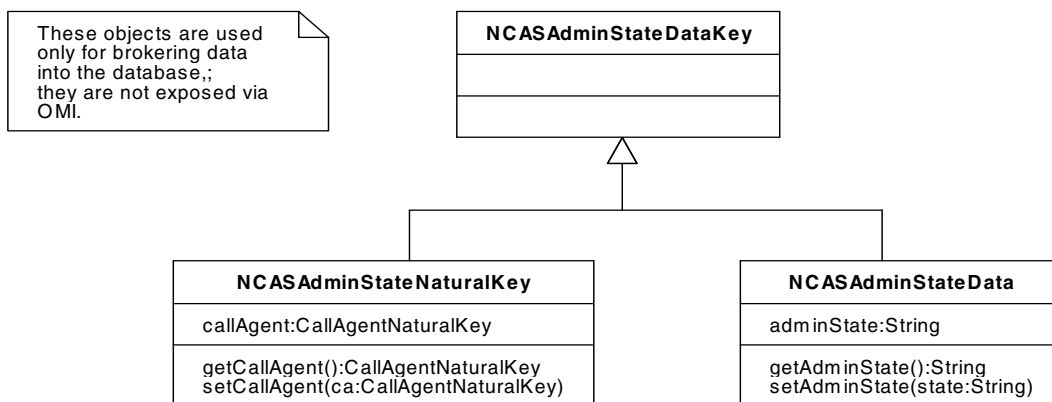 These objects are used
only for brokering data
into the database,;
they are not exposed via
OMI.
NCASAdminStateDataKey
NCASAdminStateNaturalKey
callAgent:CallAgentNaturalKey
getCallAgent():CallAgentNaturalKey
setCallAgent(ca:CallAgentNaturalKey)
NCASAdminStateData
adminState:String
getAdminState():String
setAdminState(state:String)